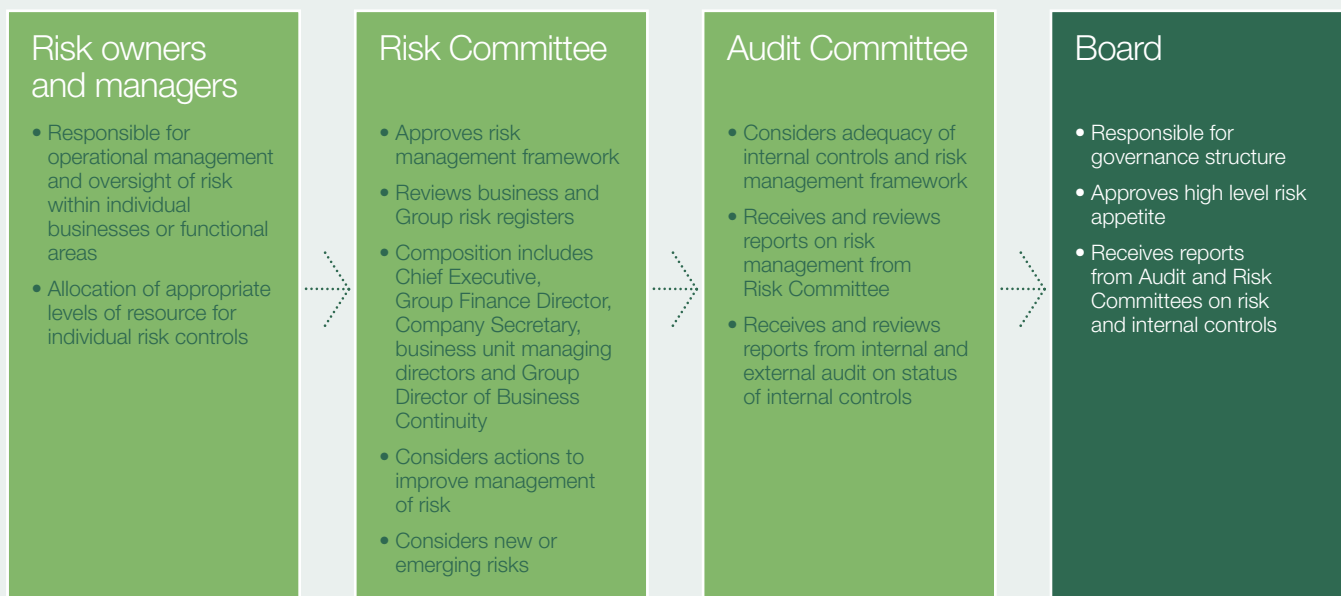 Risk owners
and managers
• Responsible for
operational management
and oversight of risk
within individual
businesses or functional
areas
• Allocation of appropriate
levels of resource for
individual risk controls
Risk Committee
• Approves risk
management framework
• Reviews business and
Group risk registers
• Composition includes
Chief Executive,
Group Finance Director,
Company Secretary,
business unit managing
directors and Group
Director of Business
Continuity
• Considers actions to
improve management
of risk
• Considers new or
emerging risks
Audit Committee
• Considers adequacy of
internal controls and risk
management framework
• Receives and reviews
reports on risk
management from
Risk Committee
• Receives and reviews
reports from internal and
external audit on status
of internal controls
Board
• Responsible for
governance structure
• Approves high level risk
appetite
• Receives reports
from Audit and Risk
Committees on risk
and internal controls